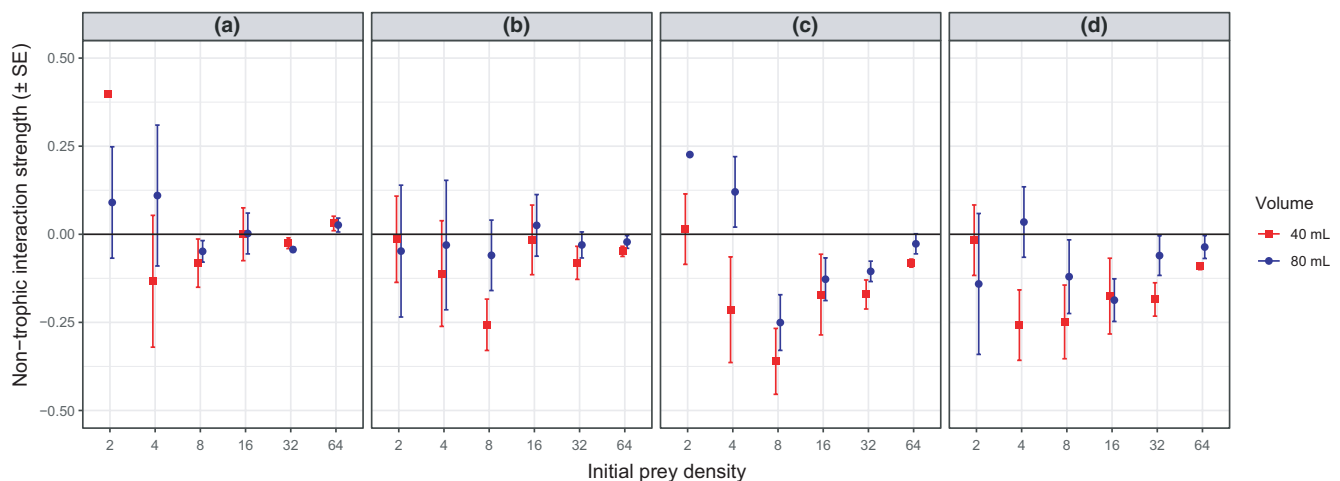 (a) (b) (c) (d)
Non−trophic interaction strength (± SE)
0.50
0.25
0.00
−0.25
−0.50
2 4 8 16 32 64 2 4 8 16 32 64 2 4 8 16 32 64 2 4 8 16 32 64
Initial prey density
Volume
40 mL
80 mL